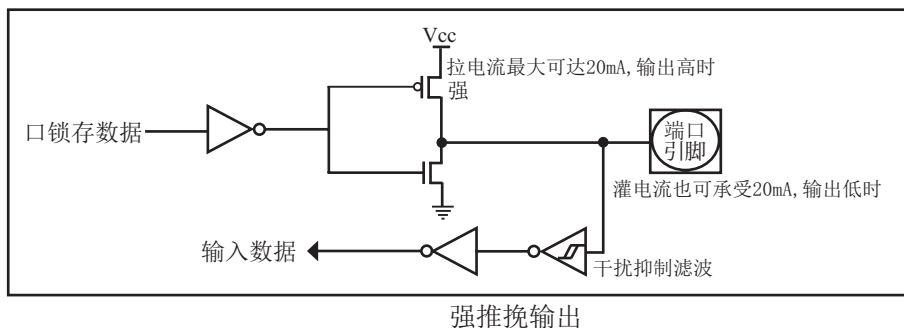 Vcc
拉电流最大可达20mA,输出高时
强
口锁存数据
端口
引脚
灌电流也可承受20mA,输出低时
输入数据
干扰抑制滤波
强推挽输出